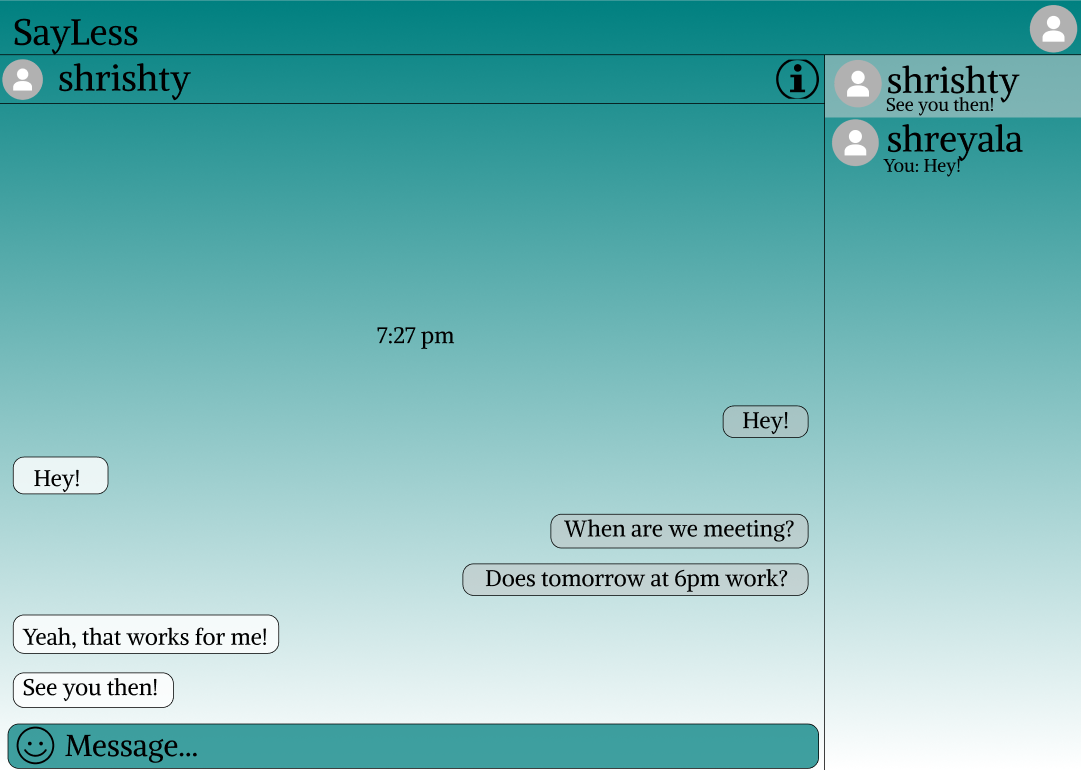 SayLess
shrishty
shrishty
See you then!
shreyala
You: Hey!
7:27 pm
Hey!
Hey!
When are we meeting?
Does tomorrow at 6pm work?
Yeah, that works for me!
See you then!
Message...